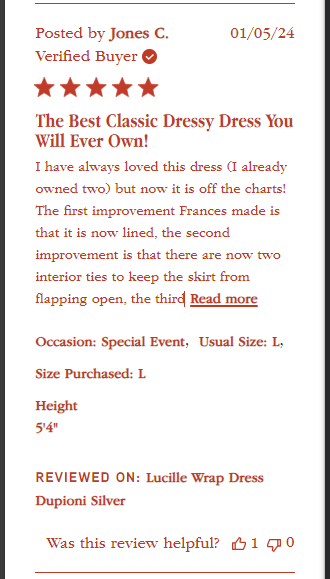 Posted by Jones C. 01/05/24
Verified Buyer
The Best Classic Dressy Dress You
Will Ever Own!
I have always loved this dress (I already
owned two) but now it is off the charts!
The first improvement Frances made is
that it is now lined, the second
improvement is that there are now two
interior ties to keep the skirt from
flapping open, the third Read more
Occasion: Special Event, Usual Size: L,
Size Purchased: L
Height
5'4"
REVIEWED ON: Lucille Wrap Dress
Dupioni Silver
Was this review helpful? 1 0